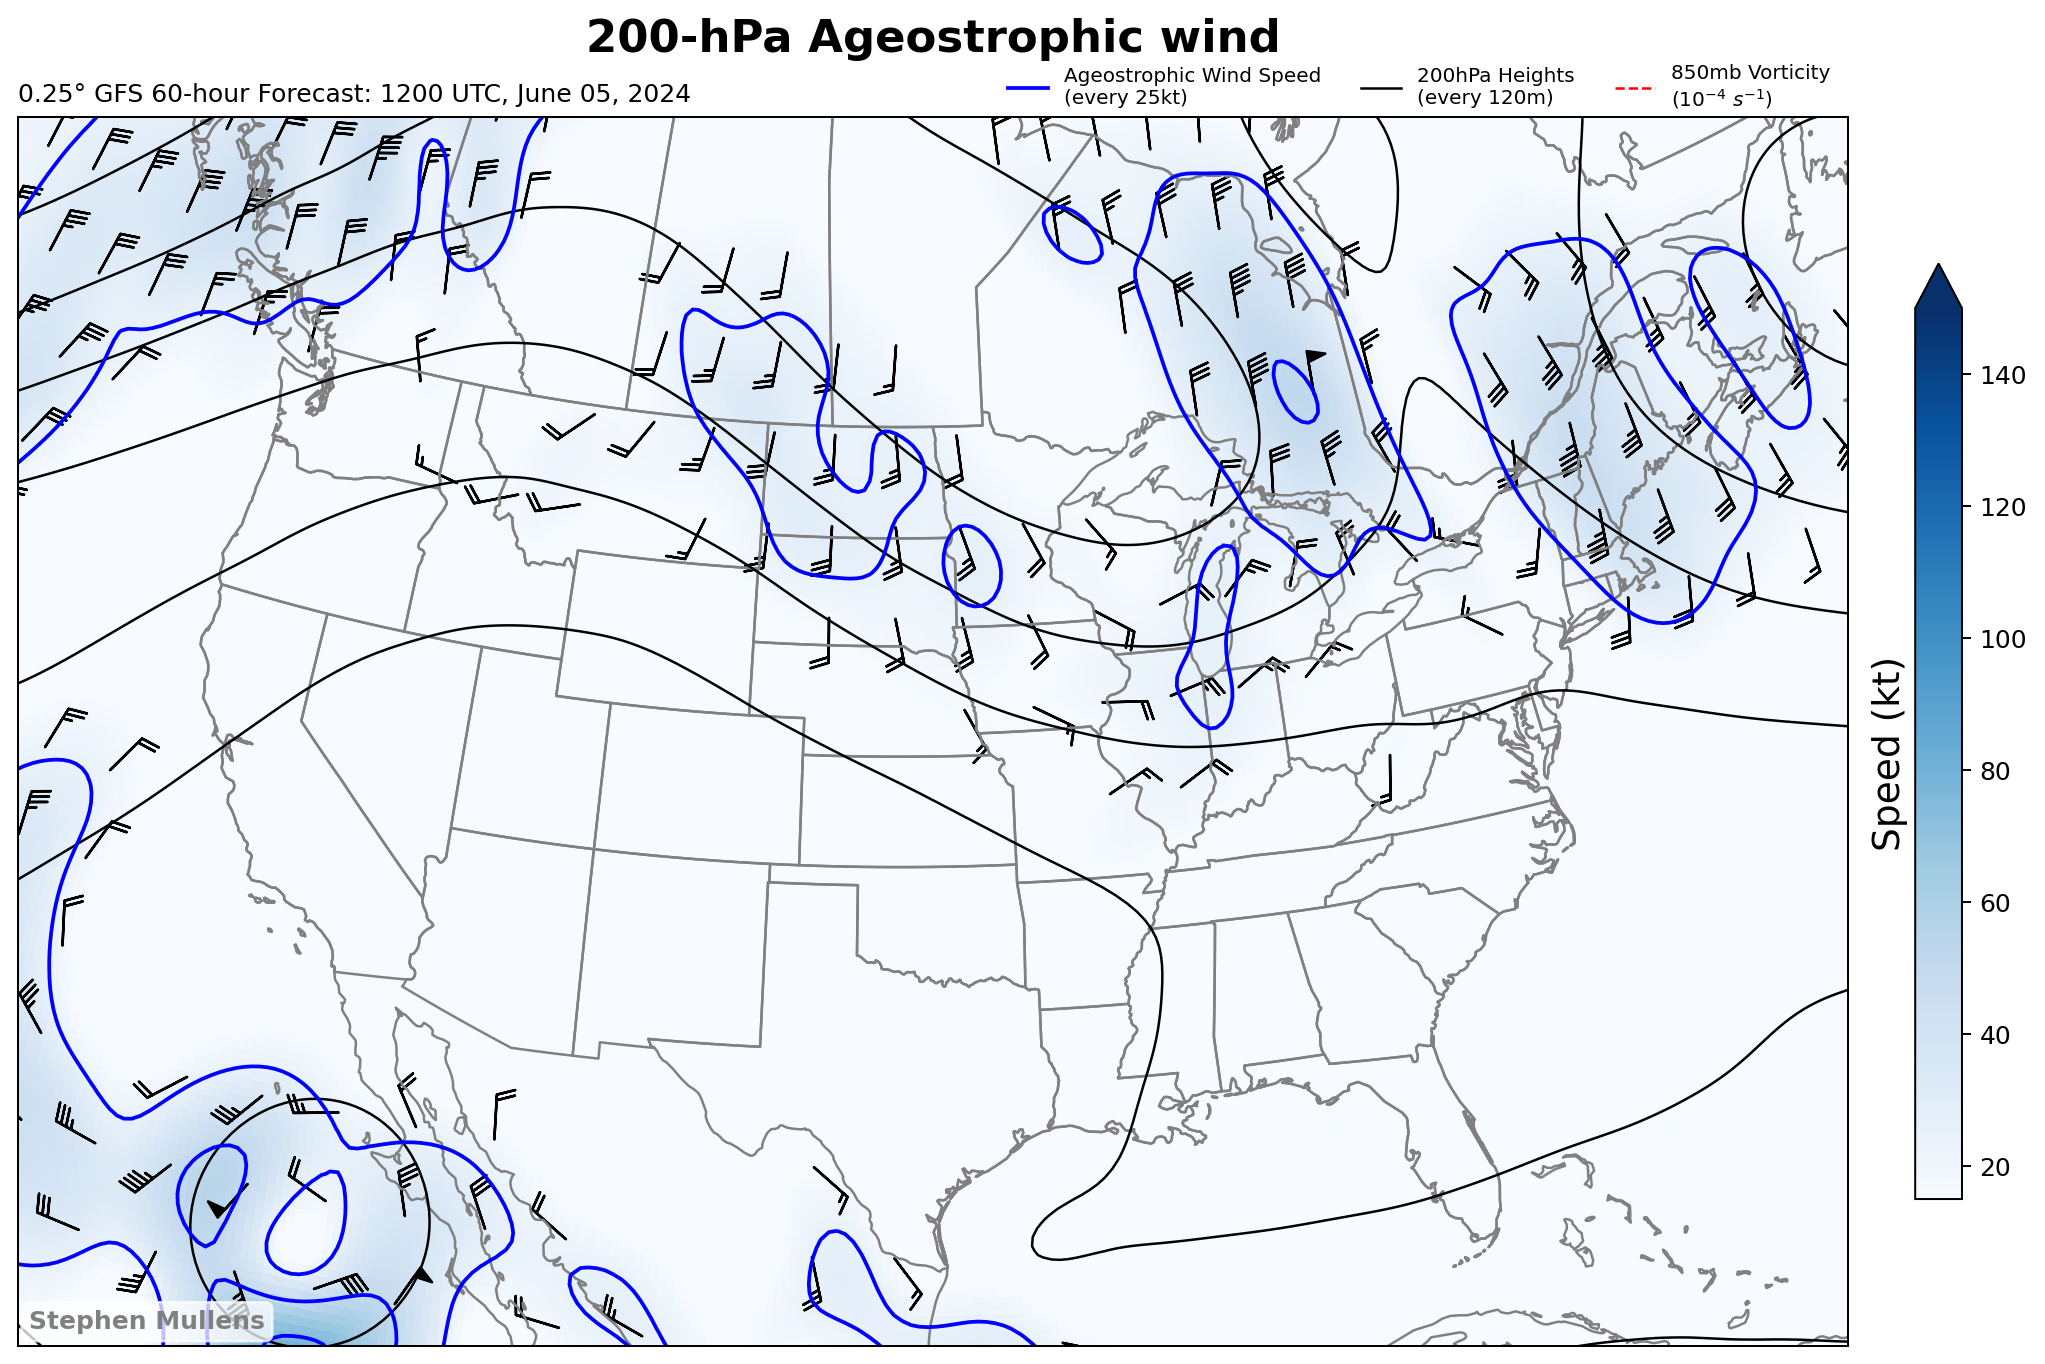 200-hPa Ageostrophic wind
0.25° GFS 60-hour Forecast: 1200 UTC, June 05, 2024
Ageostrophic Wind Speed
(every 25kt)
200hPa Heights
(every 120m)
850mb Vorticity
(10⁻⁴ s⁻¹)
140
120
100
80
60
40
20
Speed (kt)
Stephen Mullens